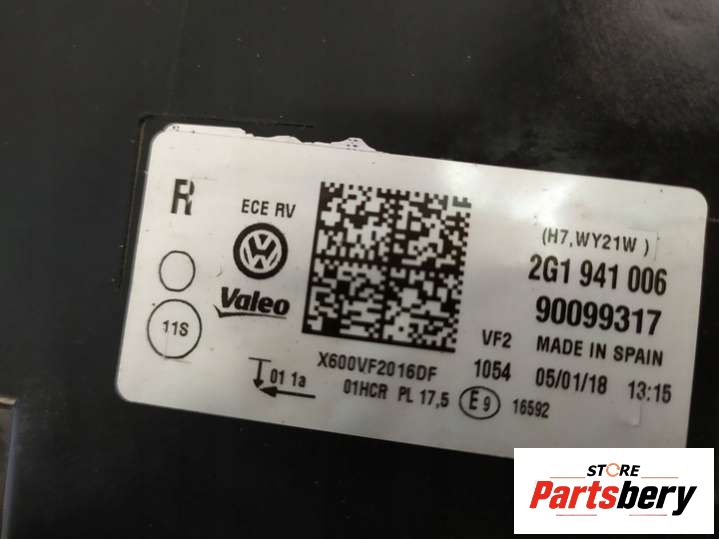 R
ECE RV
Valeo
11S
01 1a
X600VF2016DF
01HCR PL 17,5
(H7,WY21W )
2G1 941 006
90099317
VF2 MADE IN SPAIN
1054 05/01/18 13:15
E9 16592
STORE
Partsbery